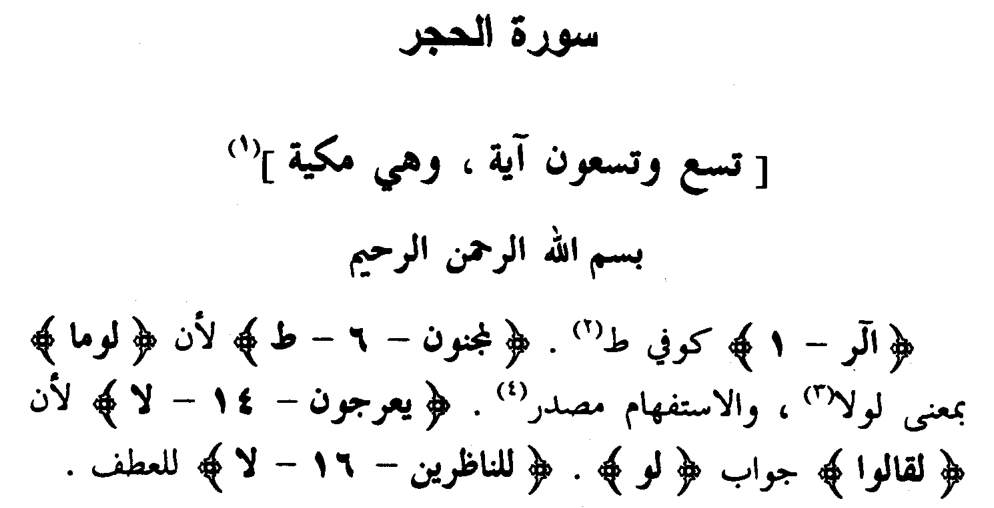 سورة الحجر
[ تسع وتسعون آية ، وهي مكية ](١)
بسم الله الرحمن الرحيم
﴿ الٓر – ١ ﴾ كوفي ط(٢) . ﴿ لمجنون – ٦ – ط ﴾ لأن ﴿ لوما ﴾
بمعنى لولا(٣) ، والاستفهام مصدر(٤) . ﴿ يعرجون – ١٤ – لا ﴾ لأن
﴿ لقالوا ﴾ جواب ﴿ لو ﴾ . ﴿ للناظرين – ١٦ – لا ﴾ للعطف .